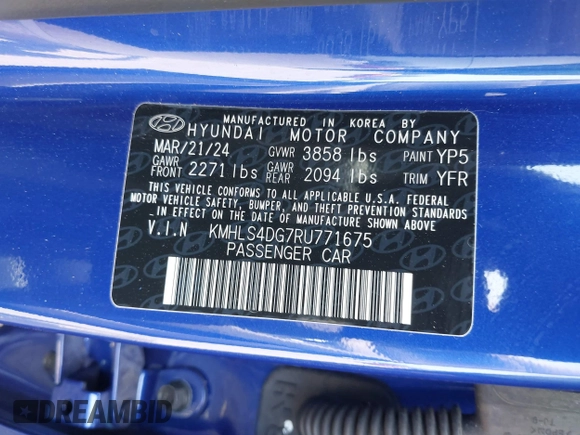 MANUFACTURED IN KOREA BY
HYUNDAI MOTOR COMPANY
MAR/21/24 GVWR 3858 lbs PAINT YP5
GAWR FRONT 2271 lbs GAWR REAR 2094 lbs TRIM YFR
THIS VEHICLE CONFORMS TO ALL APPLICABLE U.S.A. FEDERAL
MOTOR VEHICLE SAFETY, BUMPER, AND THEFT PREVENTION STANDARDS
IN EFFECT ON THE DATE OF MANUFACTURE SHOWN ABOVE.
V.I.N KMHLS4DG7RU771675
PASSENGER CAR
DREAMBID